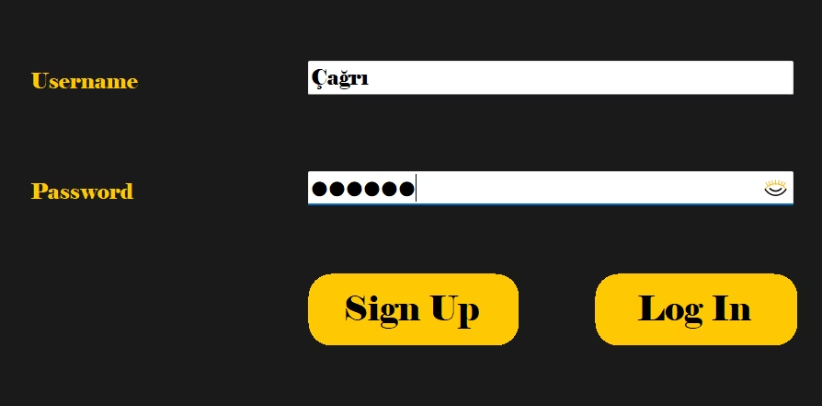 Username
Çağrı
Password
●●●●●●
Sign Up
Log In